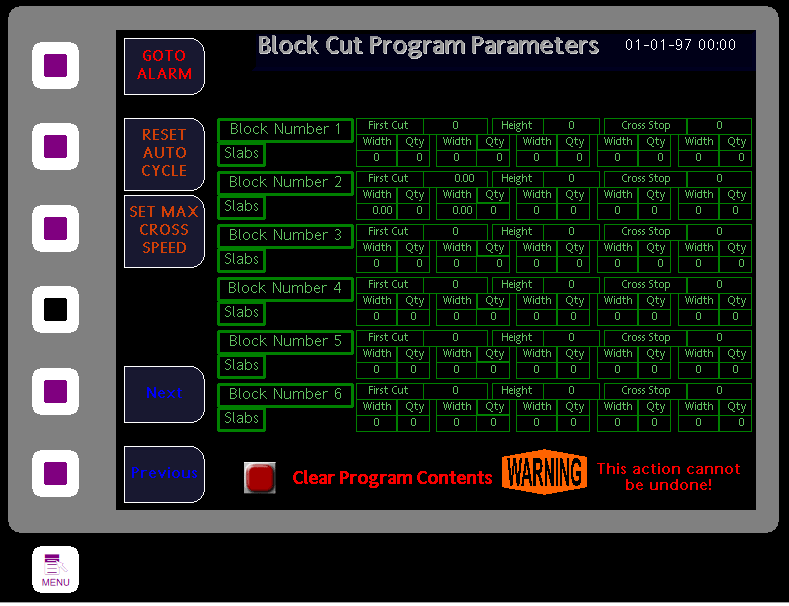 Block Cut Program Parameters 01-01-97 00:00
GOTO
ALARM
RESET
AUTO
CYCLE
SET MAX
CROSS
SPEED
Next
Previous
Block Number 1 First Cut 0 Height 0 Cross Stop 0
Slabs Width Qty Width Qty Width Qty Width Qty Width Qty
0 0 0 0 0 0 0 0 0 0
Block Number 2 First Cut 0.00 Height 0 Cross Stop 0
Slabs Width Qty Width Qty Width Qty Width Qty Width Qty
0.00 0 0.00 0 0 0 0 0 0 0
Block Number 3 First Cut 0 Height 0 Cross Stop 0
Slabs Width Qty Width Qty Width Qty Width Qty Width Qty
0 0 0 0 0 0 0 0 0 0
Block Number 4 First Cut 0 Height 0 Cross Stop 0
Slabs Width Qty Width Qty Width Qty Width Qty Width Qty
0 0 0 0 0 0 0 0 0 0
Block Number 5 First Cut 0 Height 0 Cross Stop 0
Slabs Width Qty Width Qty Width Qty Width Qty Width Qty
0 0 0 0 0 0 0 0 0 0
Block Number 6 First Cut 0 Height 0 Cross Stop 0
Slabs Width Qty Width Qty Width Qty Width Qty Width Qty
0 0 0 0 0 0 0 0 0 0
Clear Program Contents
WARNING
This action cannot
be undone!
MENU